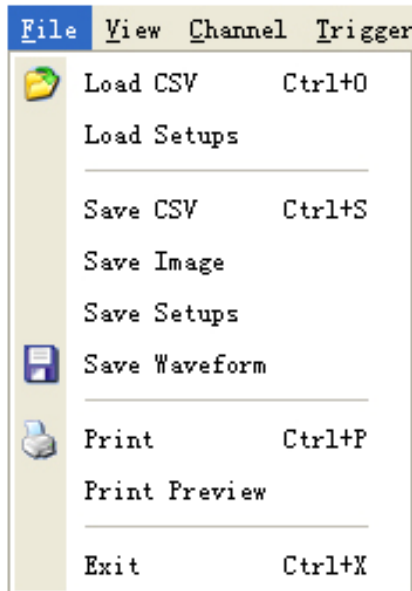 File View Channel Trigger
Load CSV Ctrl+O
Load Setups
Save CSV Ctrl+S
Save Image
Save Setups
Save Waveform
Print Ctrl+P
Print Preview
Exit Ctrl+X